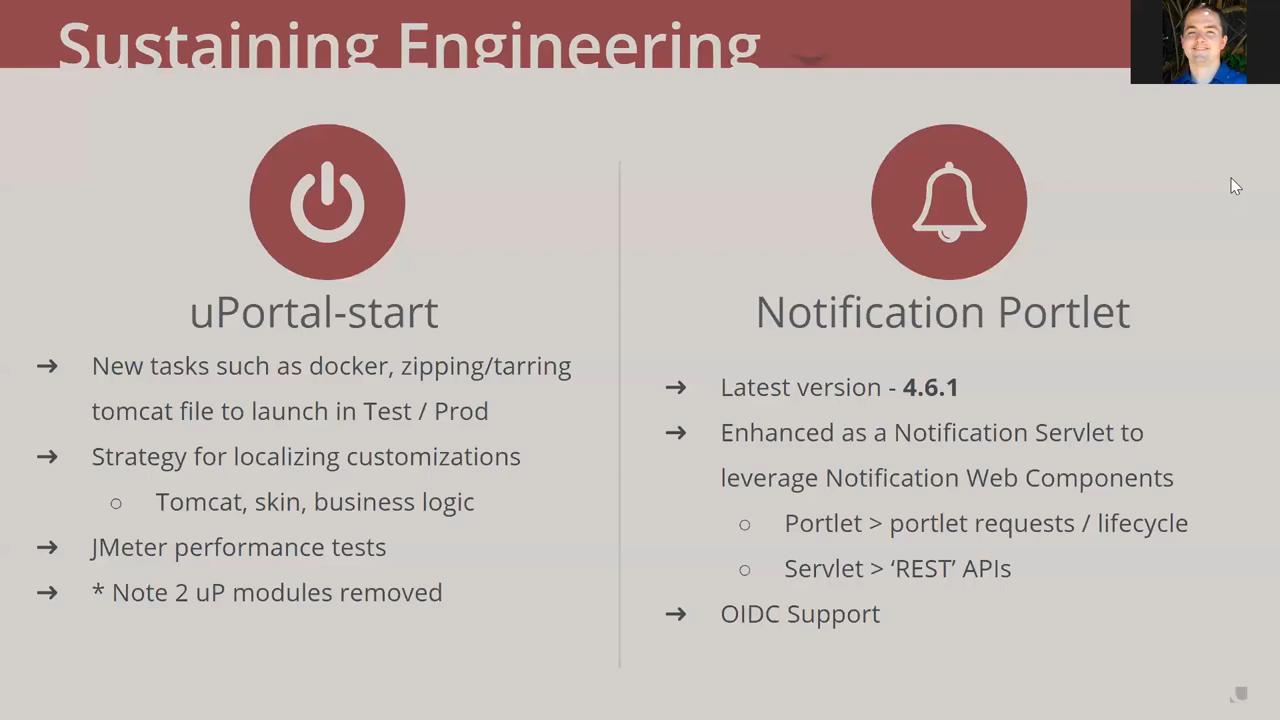 Sustaining Engineering
uPortal-start
➔ New tasks such as docker, zipping/tarring
tomcat file to launch in Test / Prod
➔ Strategy for localizing customizations
○ Tomcat, skin, business logic
➔ JMeter performance tests
➔ * Note 2 uP modules removed
Notification Portlet
➔ Latest version - 4.6.1
➔ Enhanced as a Notification Servlet to
leverage Notification Web Components
○ Portlet > portlet requests / lifecycle
○ Servlet > ‘REST’ APIs
➔ OIDC Support